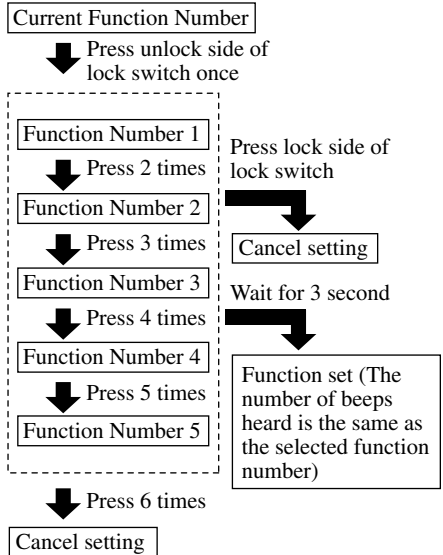 Current Function Number
Press unlock side of
lock switch once
Function Number 1
Press 2 times
Function Number 2
Press 3 times
Function Number 3
Press 4 times
Function Number 4
Press 5 times
Function Number 5
Press 6 times
Cancel setting
Press lock side of
lock switch
Cancel setting
Wait for 3 second
Function set (The
number of beeps
heard is the same as
the selected function
number)